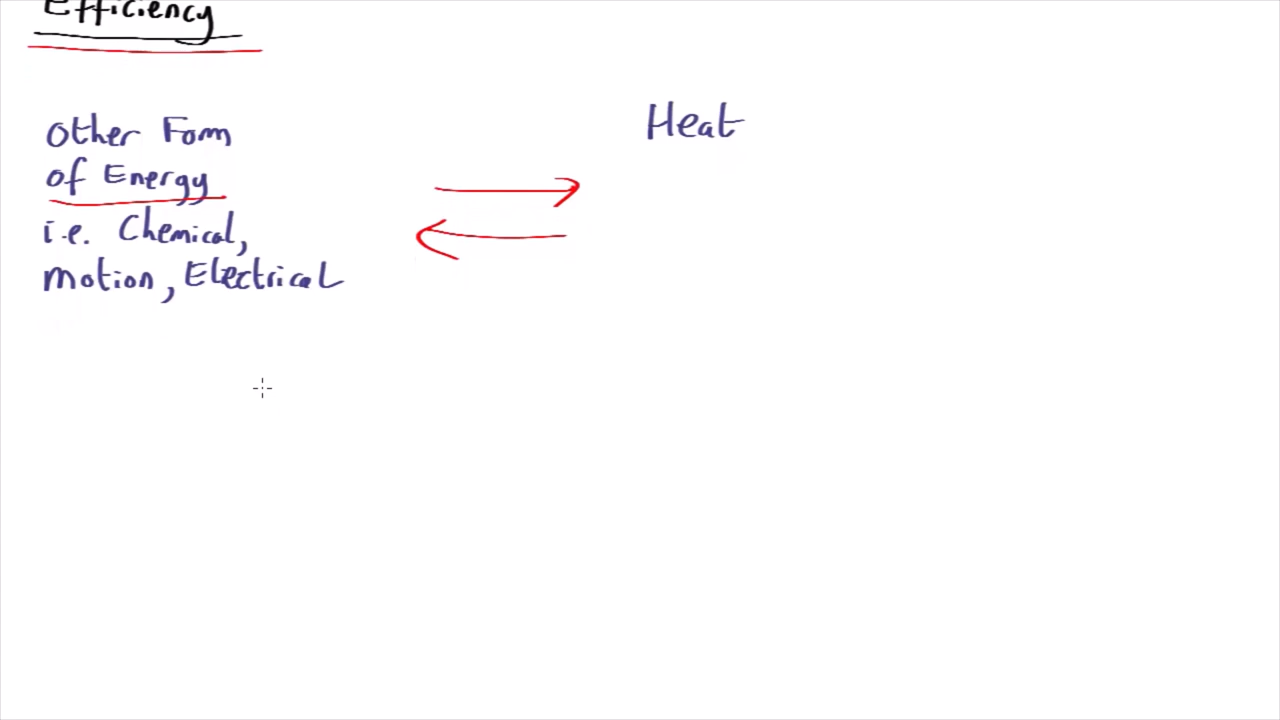 Efficiency
Other Form
Heat
of Energy
i.e. Chemical,
Motion, Electrical